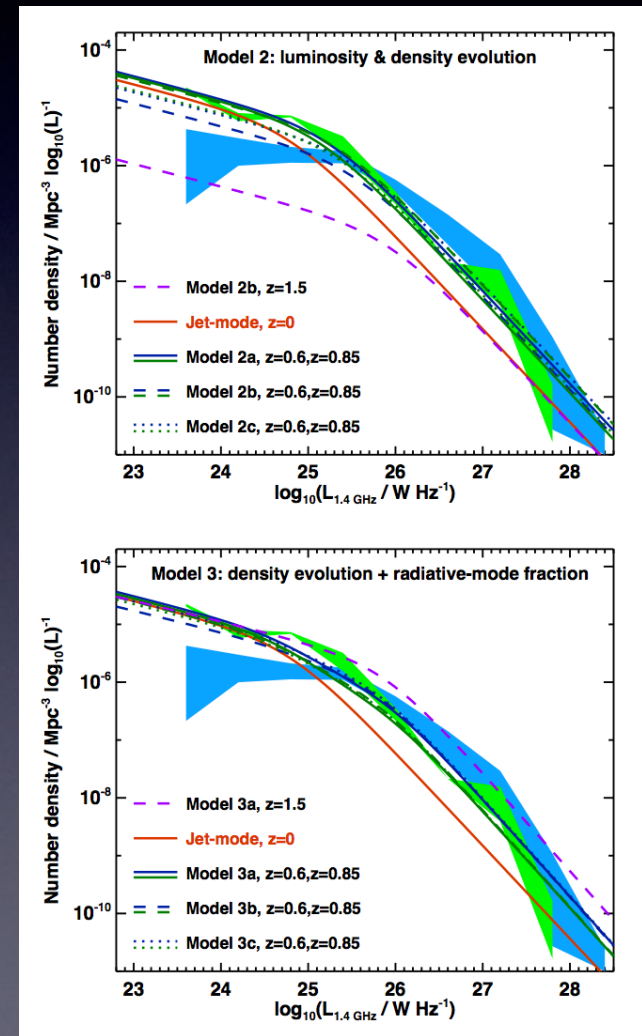 Model 2: luminosity & density evolution
Number density / Mpc⁻³ log₁₀(L)⁻¹
10⁻⁴
10⁻⁶
10⁻⁸
10⁻¹⁰
Model 2b, z=1.5
Jet-mode, z=0
Model 2a, z=0.6,z=0.85
Model 2b, z=0.6,z=0.85
Model 2c, z=0.6,z=0.85
23 24 25 26 27 28
log₁₀(L₁.₄ GHz / W Hz⁻¹)
Model 3: density evolution + radiative-mode fraction
Number density / Mpc⁻³ log₁₀(L)⁻¹
10⁻⁴
10⁻⁶
10⁻⁸
10⁻¹⁰
Model 3a, z=1.5
Jet-mode, z=0
Model 3a, z=0.6,z=0.85
Model 3b, z=0.6,z=0.85
Model 3c, z=0.6,z=0.85
23 24 25 26 27 28
log₁₀(L₁.₄ GHz / W Hz⁻¹)